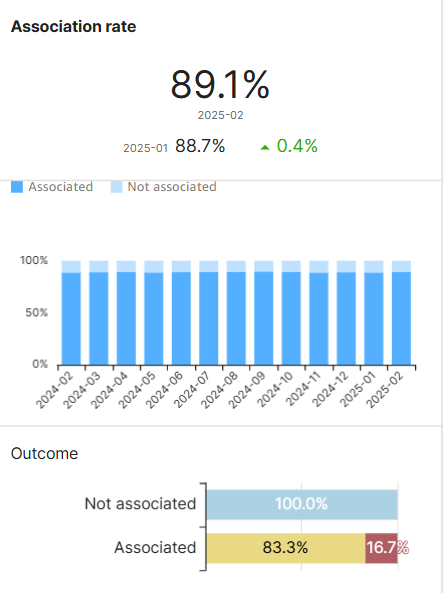 Association rate
89.1%
2025-02
2025-01 88.7% 0.4%
Associated Not associated
100%
50%
0%
2024-02 2024-03 2024-04 2024-05 2024-06 2024-07 2024-08 2024-09 2024-10 2024-11 2024-12 2025-01 2025-02
Outcome
Not associated 100.0%
Associated 83.3% 16.7%